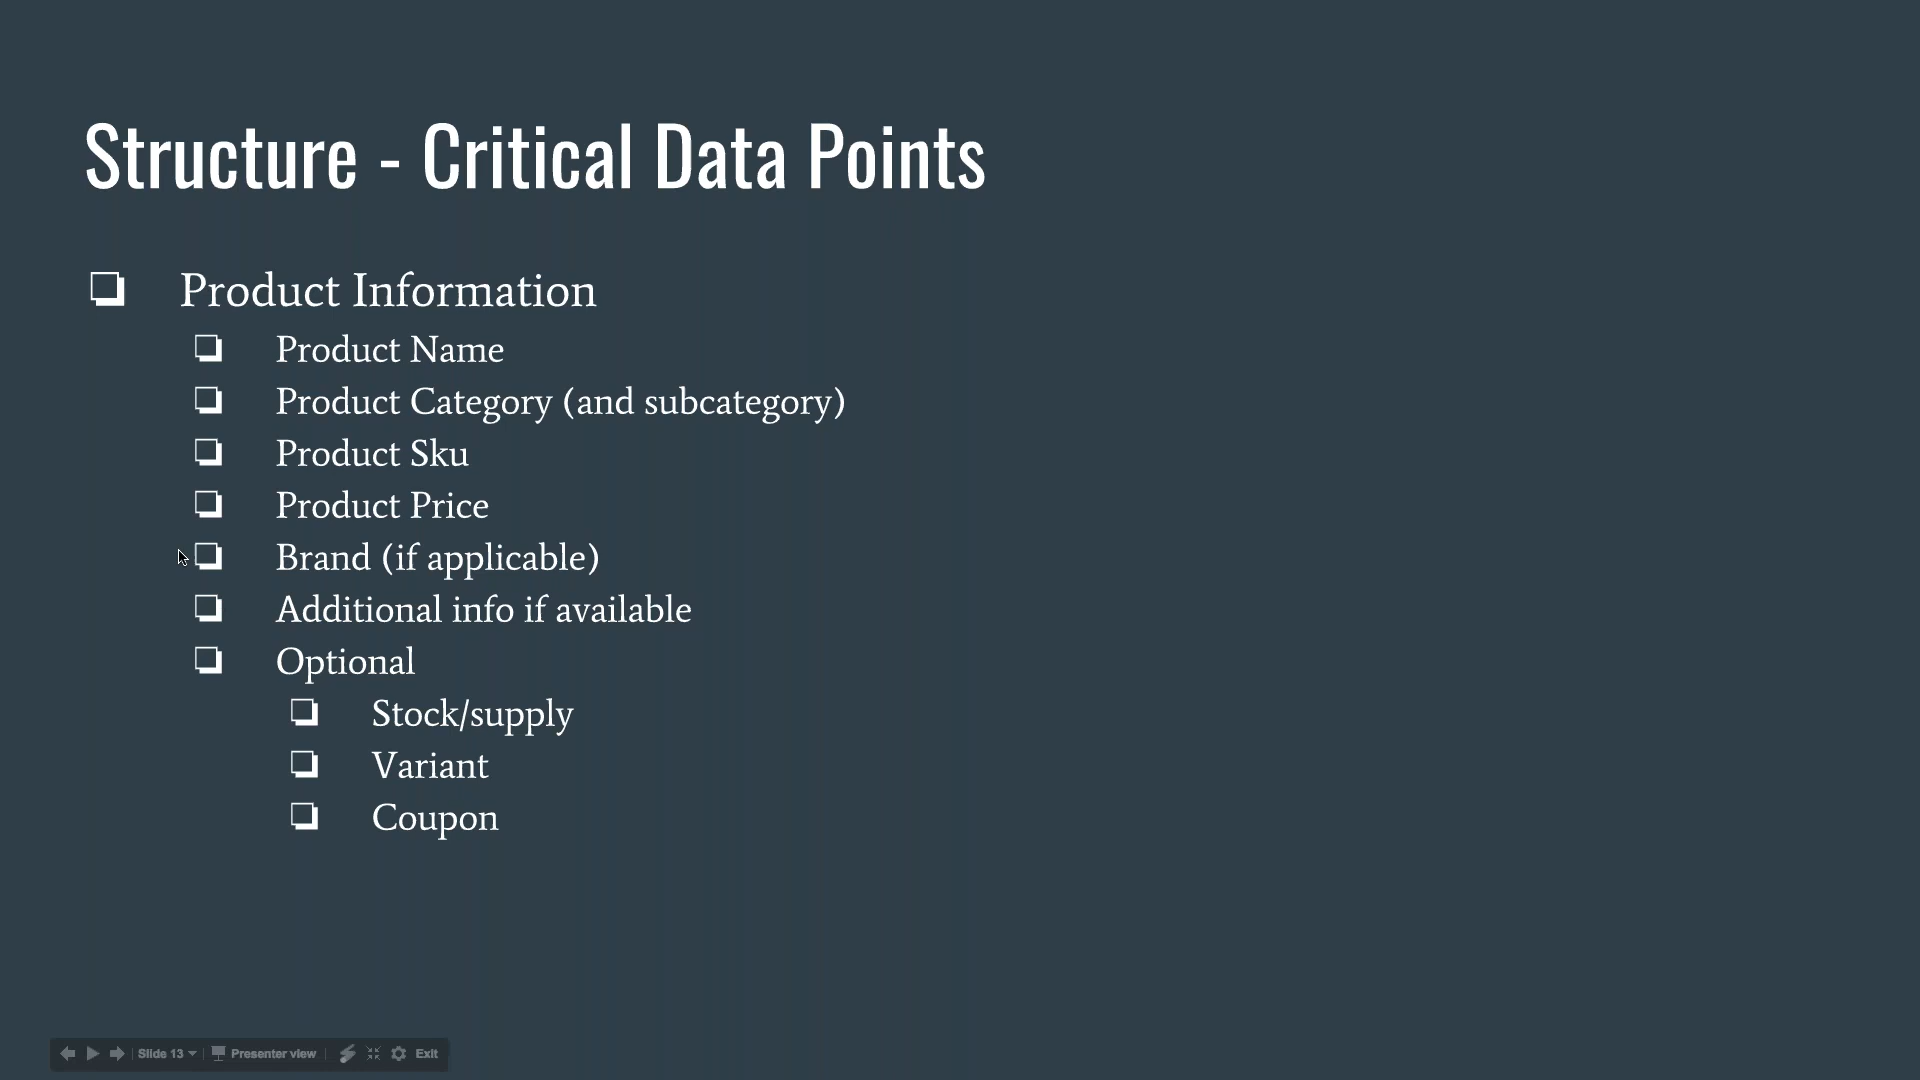 Structure - Critical Data Points
Product Information
Product Name
Product Category (and subcategory)
Product Sku
Product Price
Brand (if applicable)
Additional info if available
Optional
Stock/supply
Variant
Coupon
Slide 13 Presenter view Exit